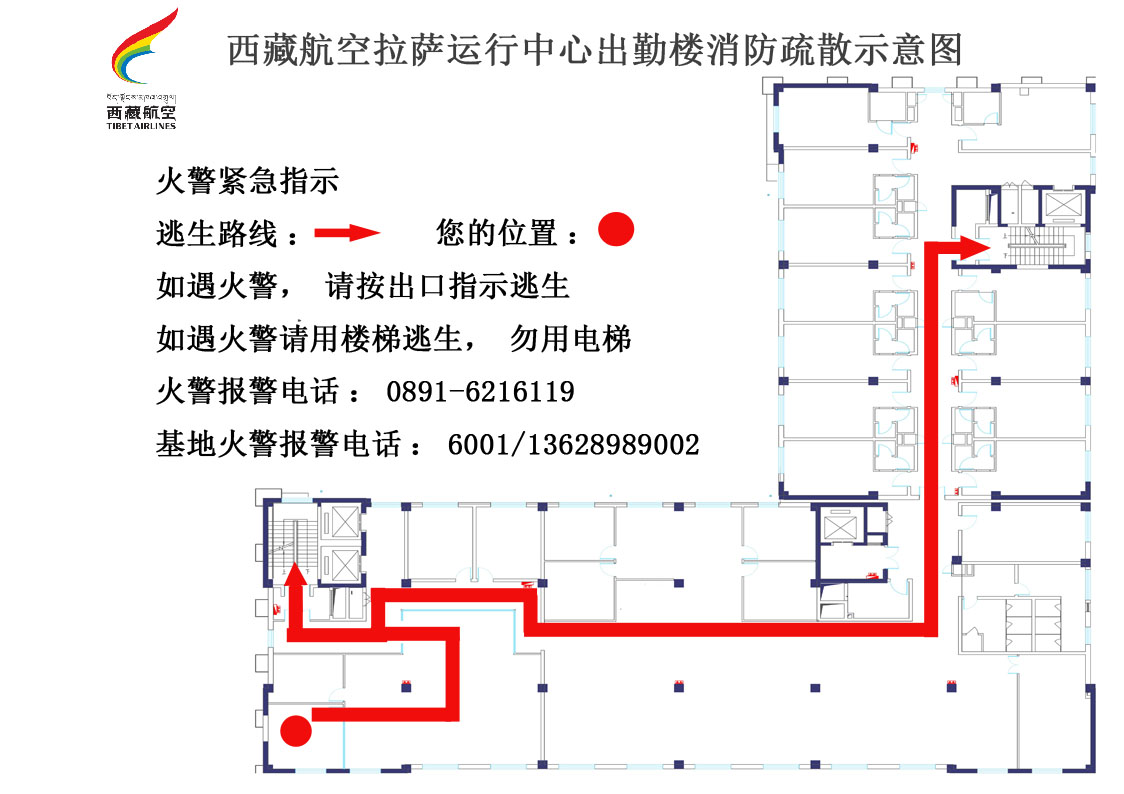 西藏航空拉萨运行中心出勤楼消防疏散示意图
西藏航空
TIBET AIRLINES
火警紧急指示
逃生路线： 您的位置：
如遇火警， 请按出口指示逃生
如遇火警请用楼梯逃生， 勿用电梯
火警报警电话： 0891-6216119
基地火警报警电话： 6001/13628989002
上
下
上
下